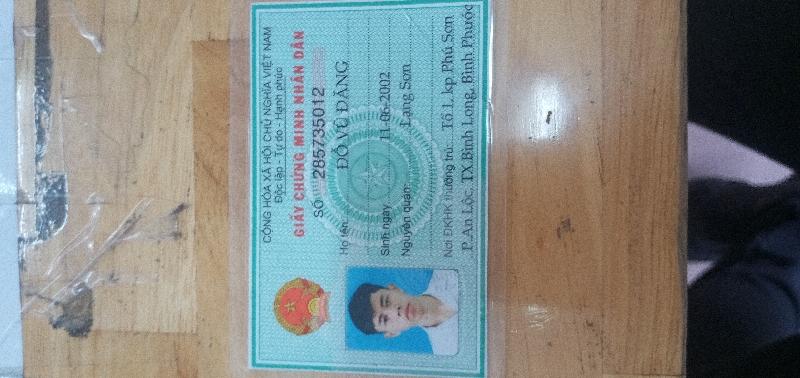 CỘNG HÒA XÃ HỘI CHỦ NGHĨA VIỆT NAM
Độc lập - Tự do - Hạnh phúc
GIẤY CHỨNG MINH NHÂN DÂN
SỐ 285735012
Họ tên: ĐỖ VŨ ĐĂNG
Sinh ngày 11-06-2002
Nguyên quán: Lạng Sơn
Nơi ĐKHK thường trú: Tổ 1, kp Phú Sơn
P.An Lộc, TX.Bình Long, Bình Phước